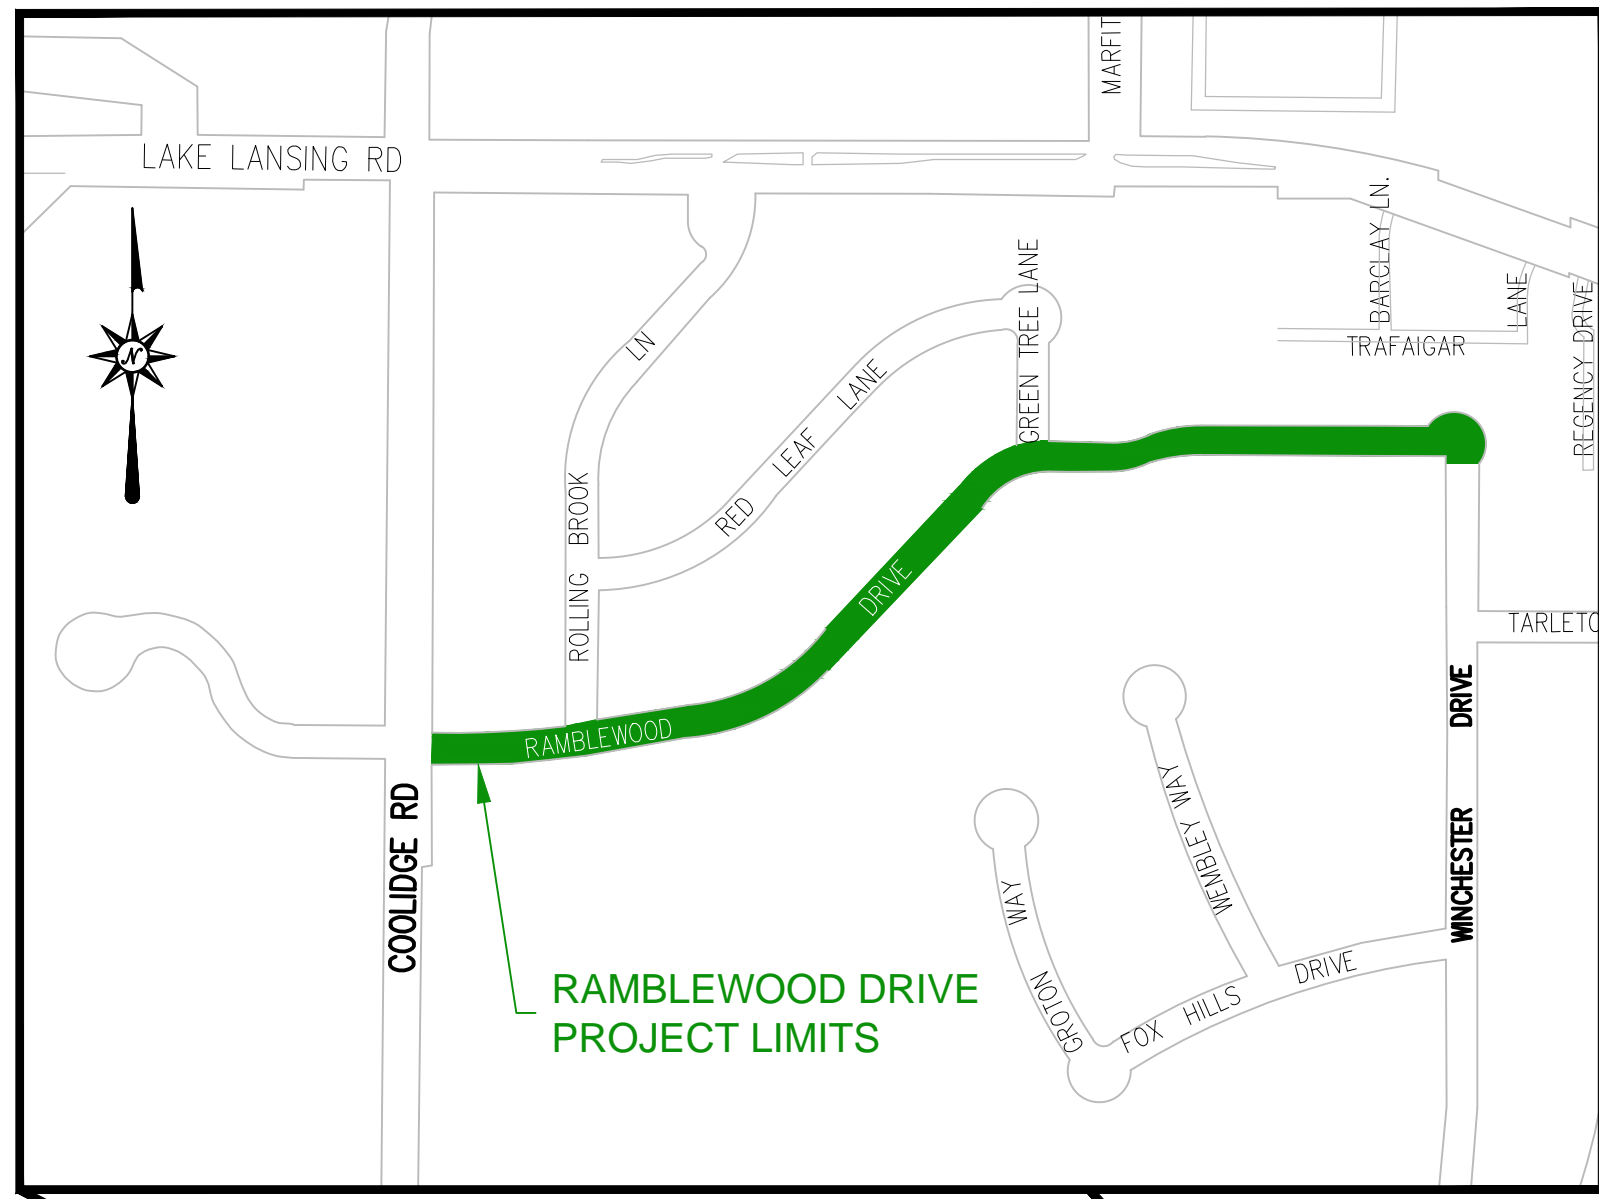 MARFIT
LAKE LANSING RD
BARCLAY LN.
GREEN TREE LANE
LANE
REGENCY DRIVE
TRAFAIGAR
LN
RED LEAF LANE
ROLLING BROOK
N
DRIVE
RAMBLEWOOD
TARLETO
WINCHESTER DRIVE
WEMBLEY WAY
COOLIDGE RD
GROTON WAY
FOX HILLS DRIVE
RAMBLEWOOD DRIVE
PROJECT LIMITS